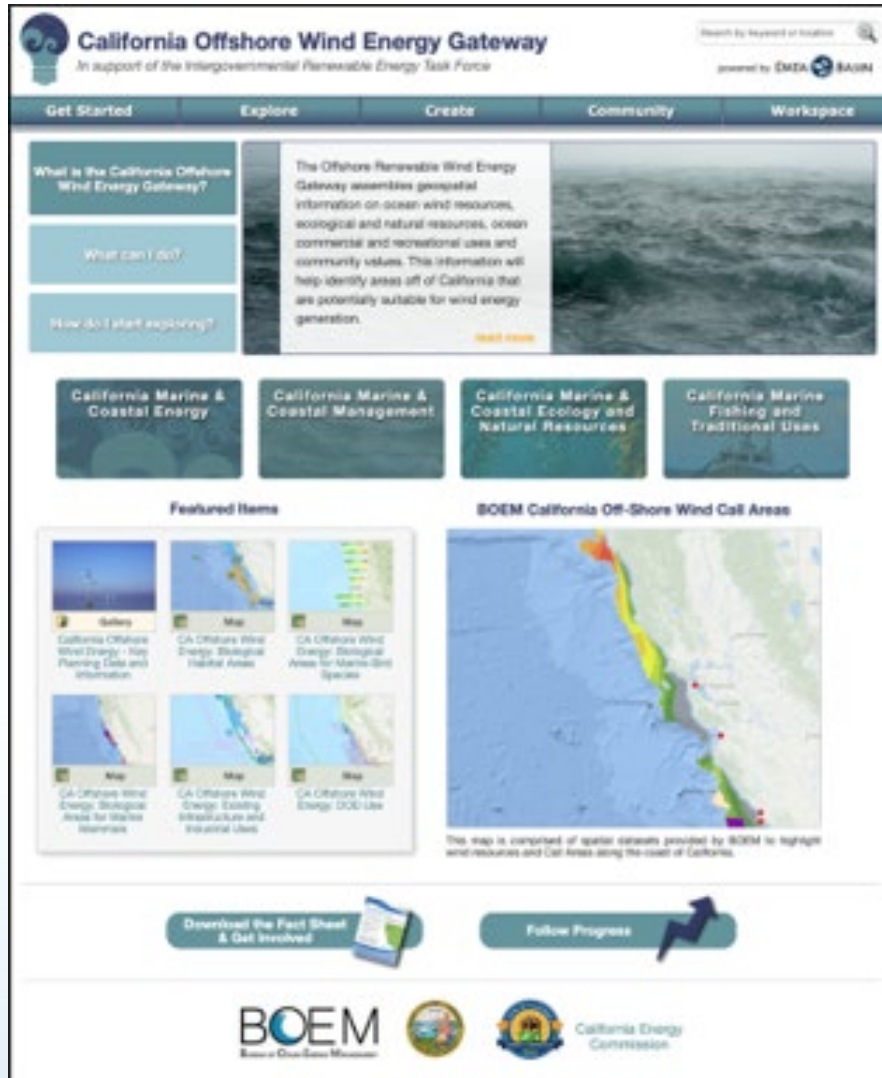 California Offshore Wind Energy Gateway
In support of the Intergovernmental Renewable Energy Task Force
Search by keyword or location
powered by DATA BASIN
Get Started
Explore
Create
Community
Workspace
What is the California Offshore
Wind Energy Gateway?
What can I do?
How do I start exploring?
The Offshore Renewable Wind Energy
Gateway assembles geospatial
information on ocean wind resources,
ecological and natural resources, ocean
commercial and recreational uses and
community values. This information will
help identify areas off of California that
are potentially suitable for wind energy
generation.
read more
California Marine &
Coastal Energy
California Marine &
Coastal Management
California Marine &
Coastal Ecology and
Natural Resources
California Marine
Fishing and
Traditional Uses
Featured Items
Gallery
California Offshore
Wind Energy - Key
Planning Data and
Information
Map
CA Offshore Wind
Energy: Biological
Habitat Areas
Map
CA Offshore Wind
Energy: Biological
Areas for Marine Bird
Species
Map
CA Offshore Wind
Energy: Biological
Areas for Marine
Mammals
Map
CA Offshore Wind
Energy: Existing
Infrastructure and
Industrial Uses
Map
CA Offshore Wind
Energy: DOD Use
BOEM California Off-Shore Wind Call Areas
This map is comprised of spatial datasets provided by BOEM to highlight
wind resources and Call Areas along the coast of California.
Download the Fact Sheet
& Get Involved
Follow Progress
BOEM
BUREAU OF OCEAN ENERGY MANAGEMENT
California Energy
Commission